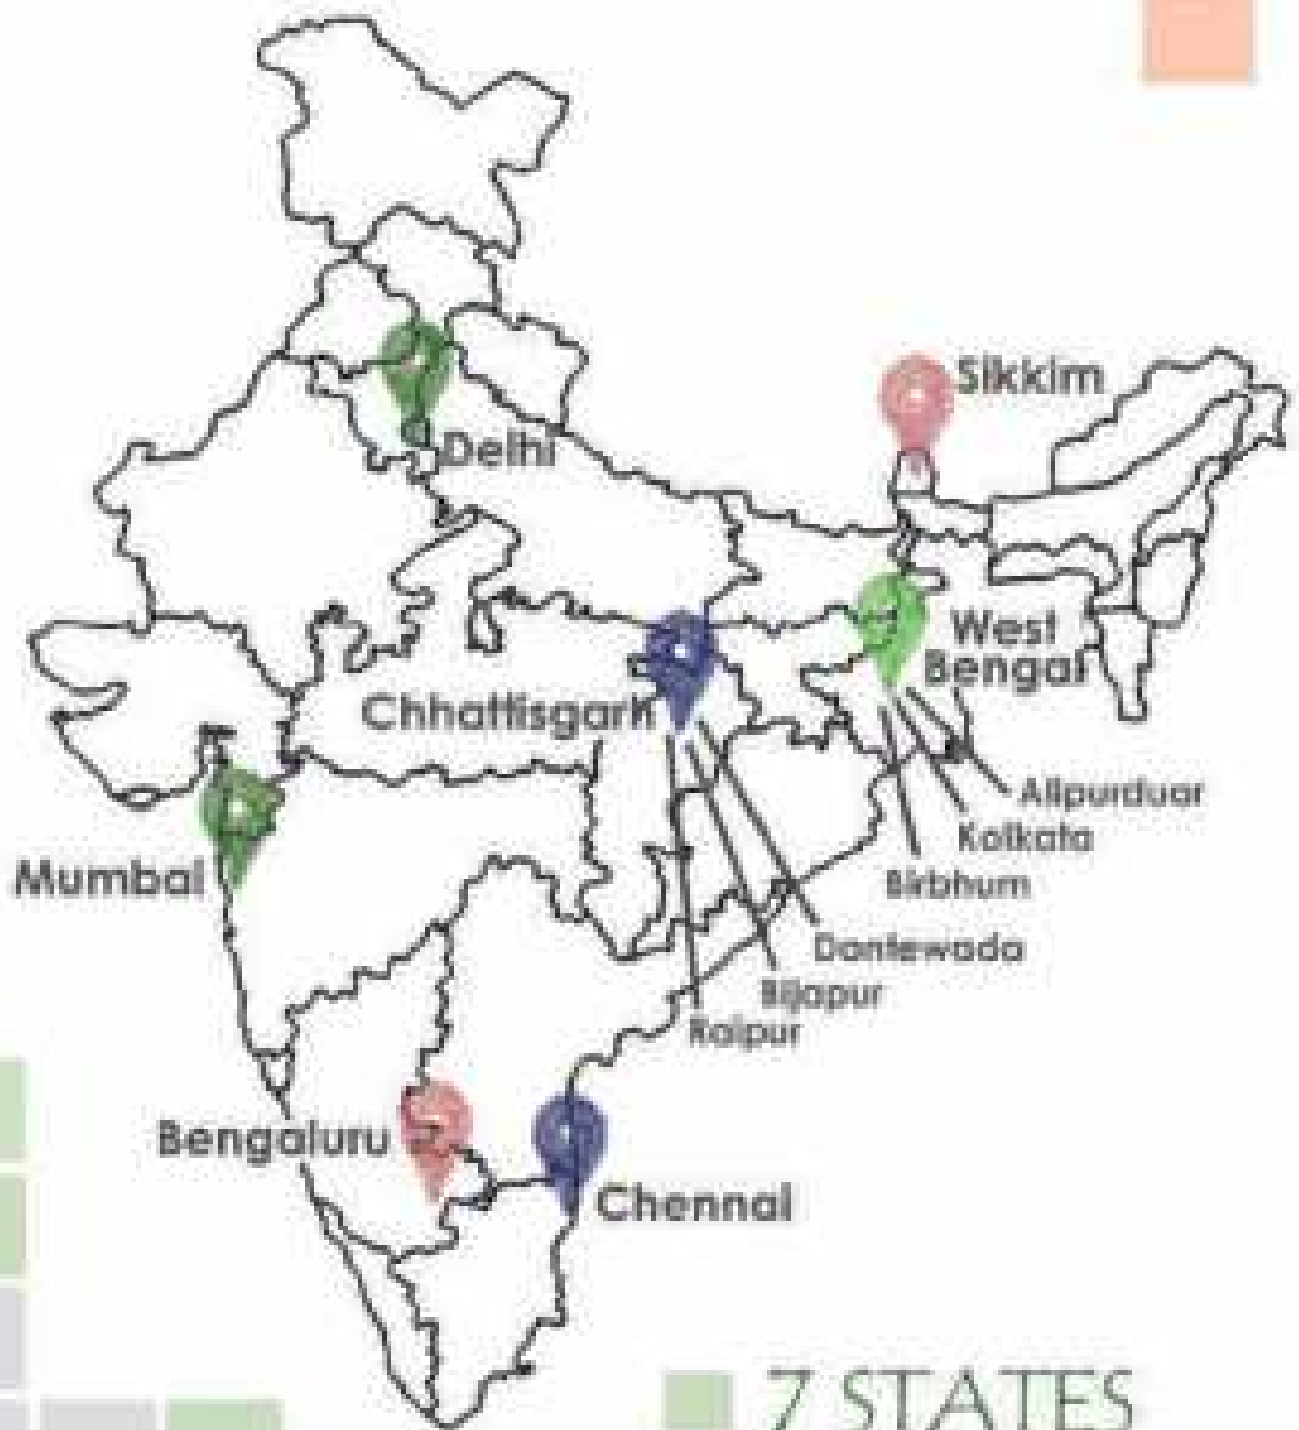 Sikkim
Delhi
West
Bengal
Chhattisgarh
Alipurduar
Kolkata
Mumbai
Birbhum
Dantewada
Bijapur
Raipur
Bengaluru
Chennai
7 STATES